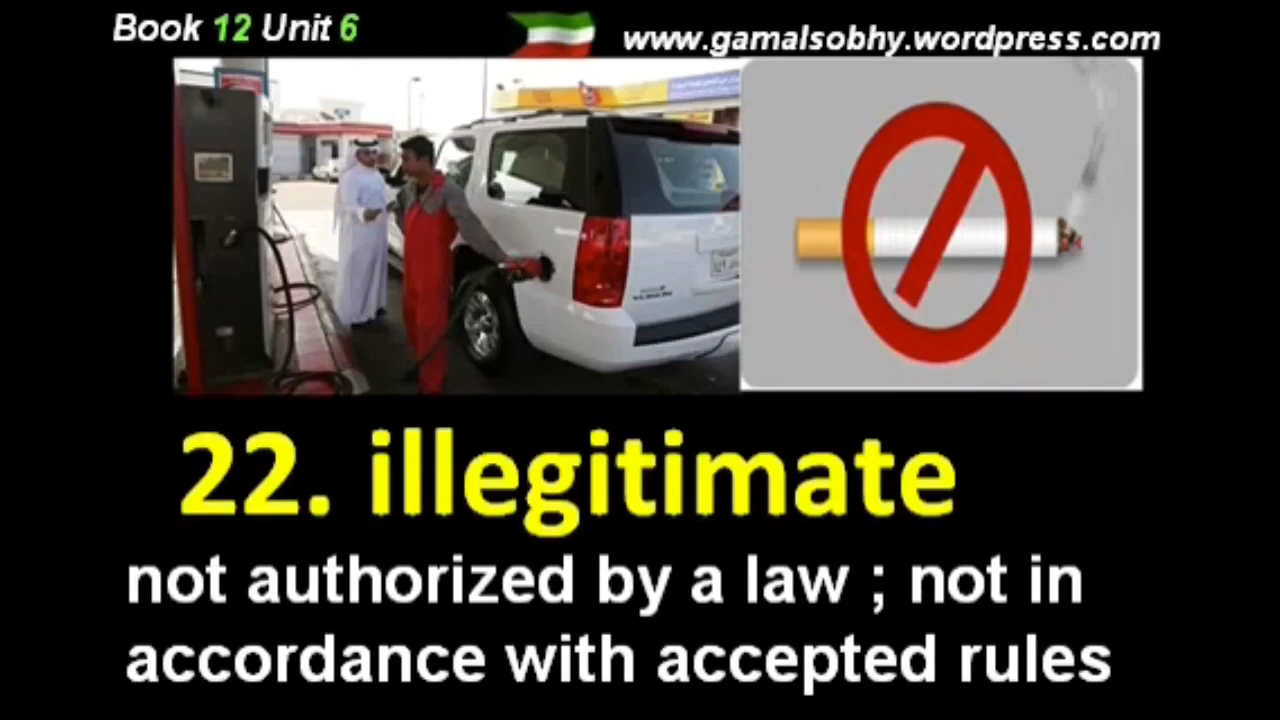 Book 12 Unit 6
www.gamalsobhy.wordpress.com
22. illegitimate
not authorized by a law ; not in
accordance with accepted rules